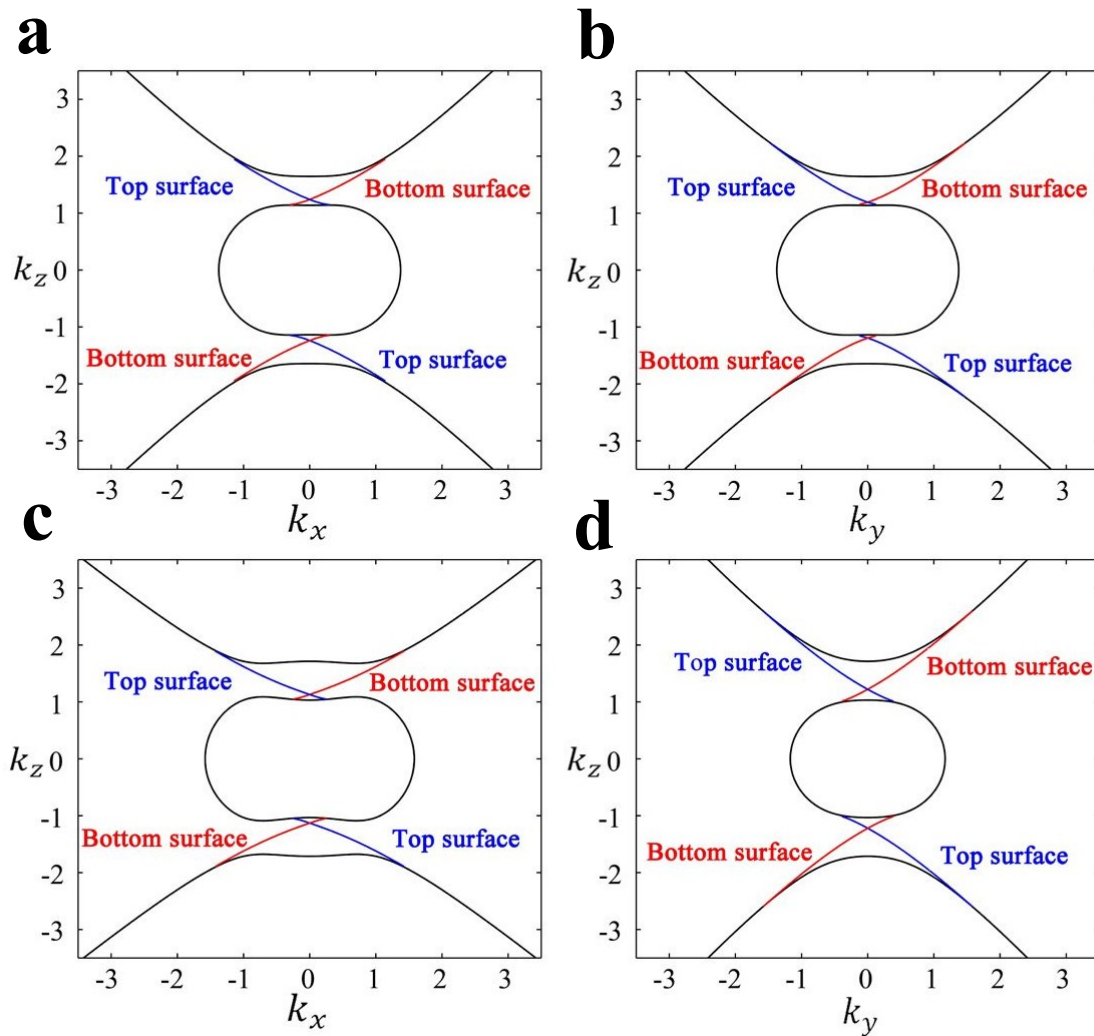 a
3
2
Top surface
Bottom surface
1
k_z 0
-1
Bottom surface
Top surface
-2
-3
-3 -2 -1 0 1 2 3
k_x
b
3
2
Top surface
Bottom surface
1
k_z 0
-1
Bottom surface
Top surface
-2
-3
-3 -2 -1 0 1 2 3
k_y
c
3
2
Top surface
Bottom surface
1
k_z 0
-1
Bottom surface
Top surface
-2
-3
-3 -2 -1 0 1 2 3
k_x
d
3
2
Top surface
Bottom surface
1
k_z 0
-1
Bottom surface
Top surface
-2
-3
-3 -2 -1 0 1 2 3
k_y